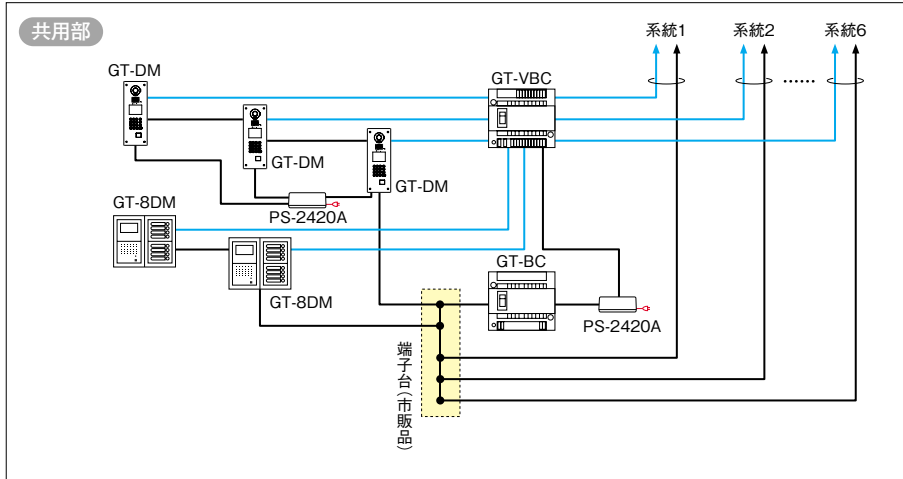 共用部
系統1
系統2
系統6
GT-DM
GT-VBC
GT-DM
GT-DM
PS-2420A
GT-8DM
GT-8DM
GT-BC
PS-2420A
端子台(市販品)